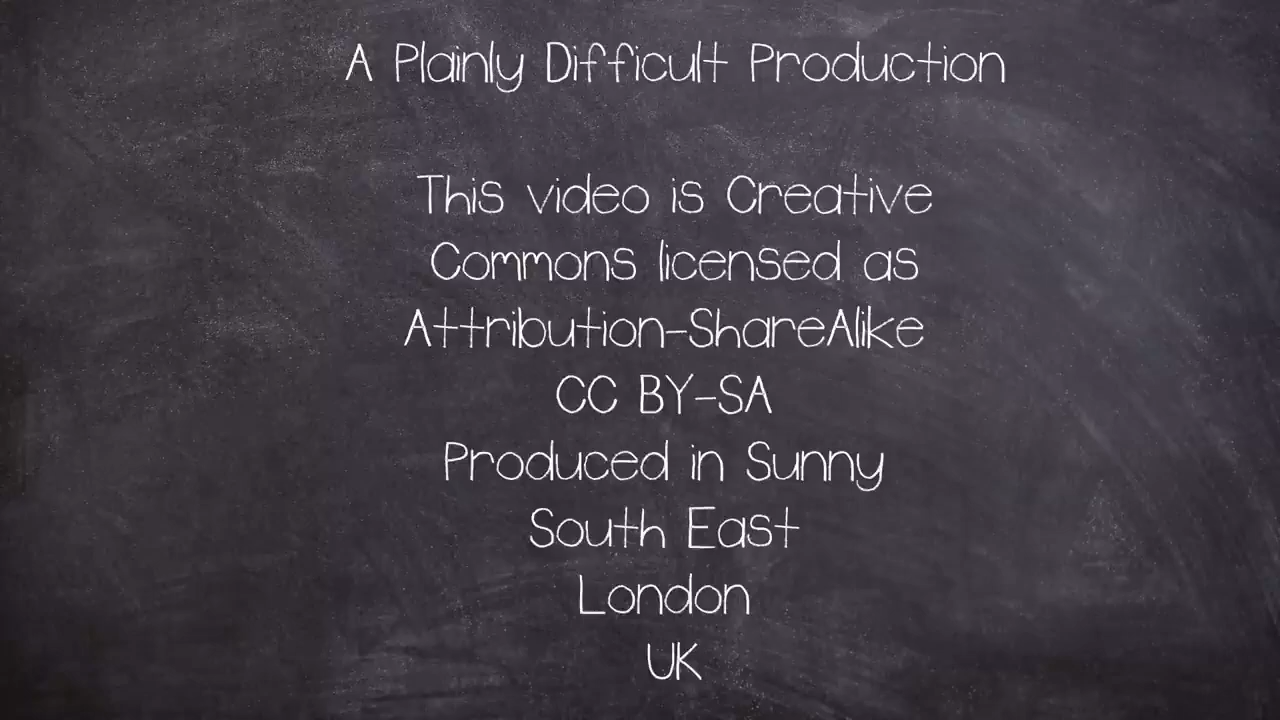 A Plainly Difficult Production
This video is Creative
Commons licensed as
Attribution-ShareAlike
CC BY-SA
Produced in Sunny
South East
London
UK